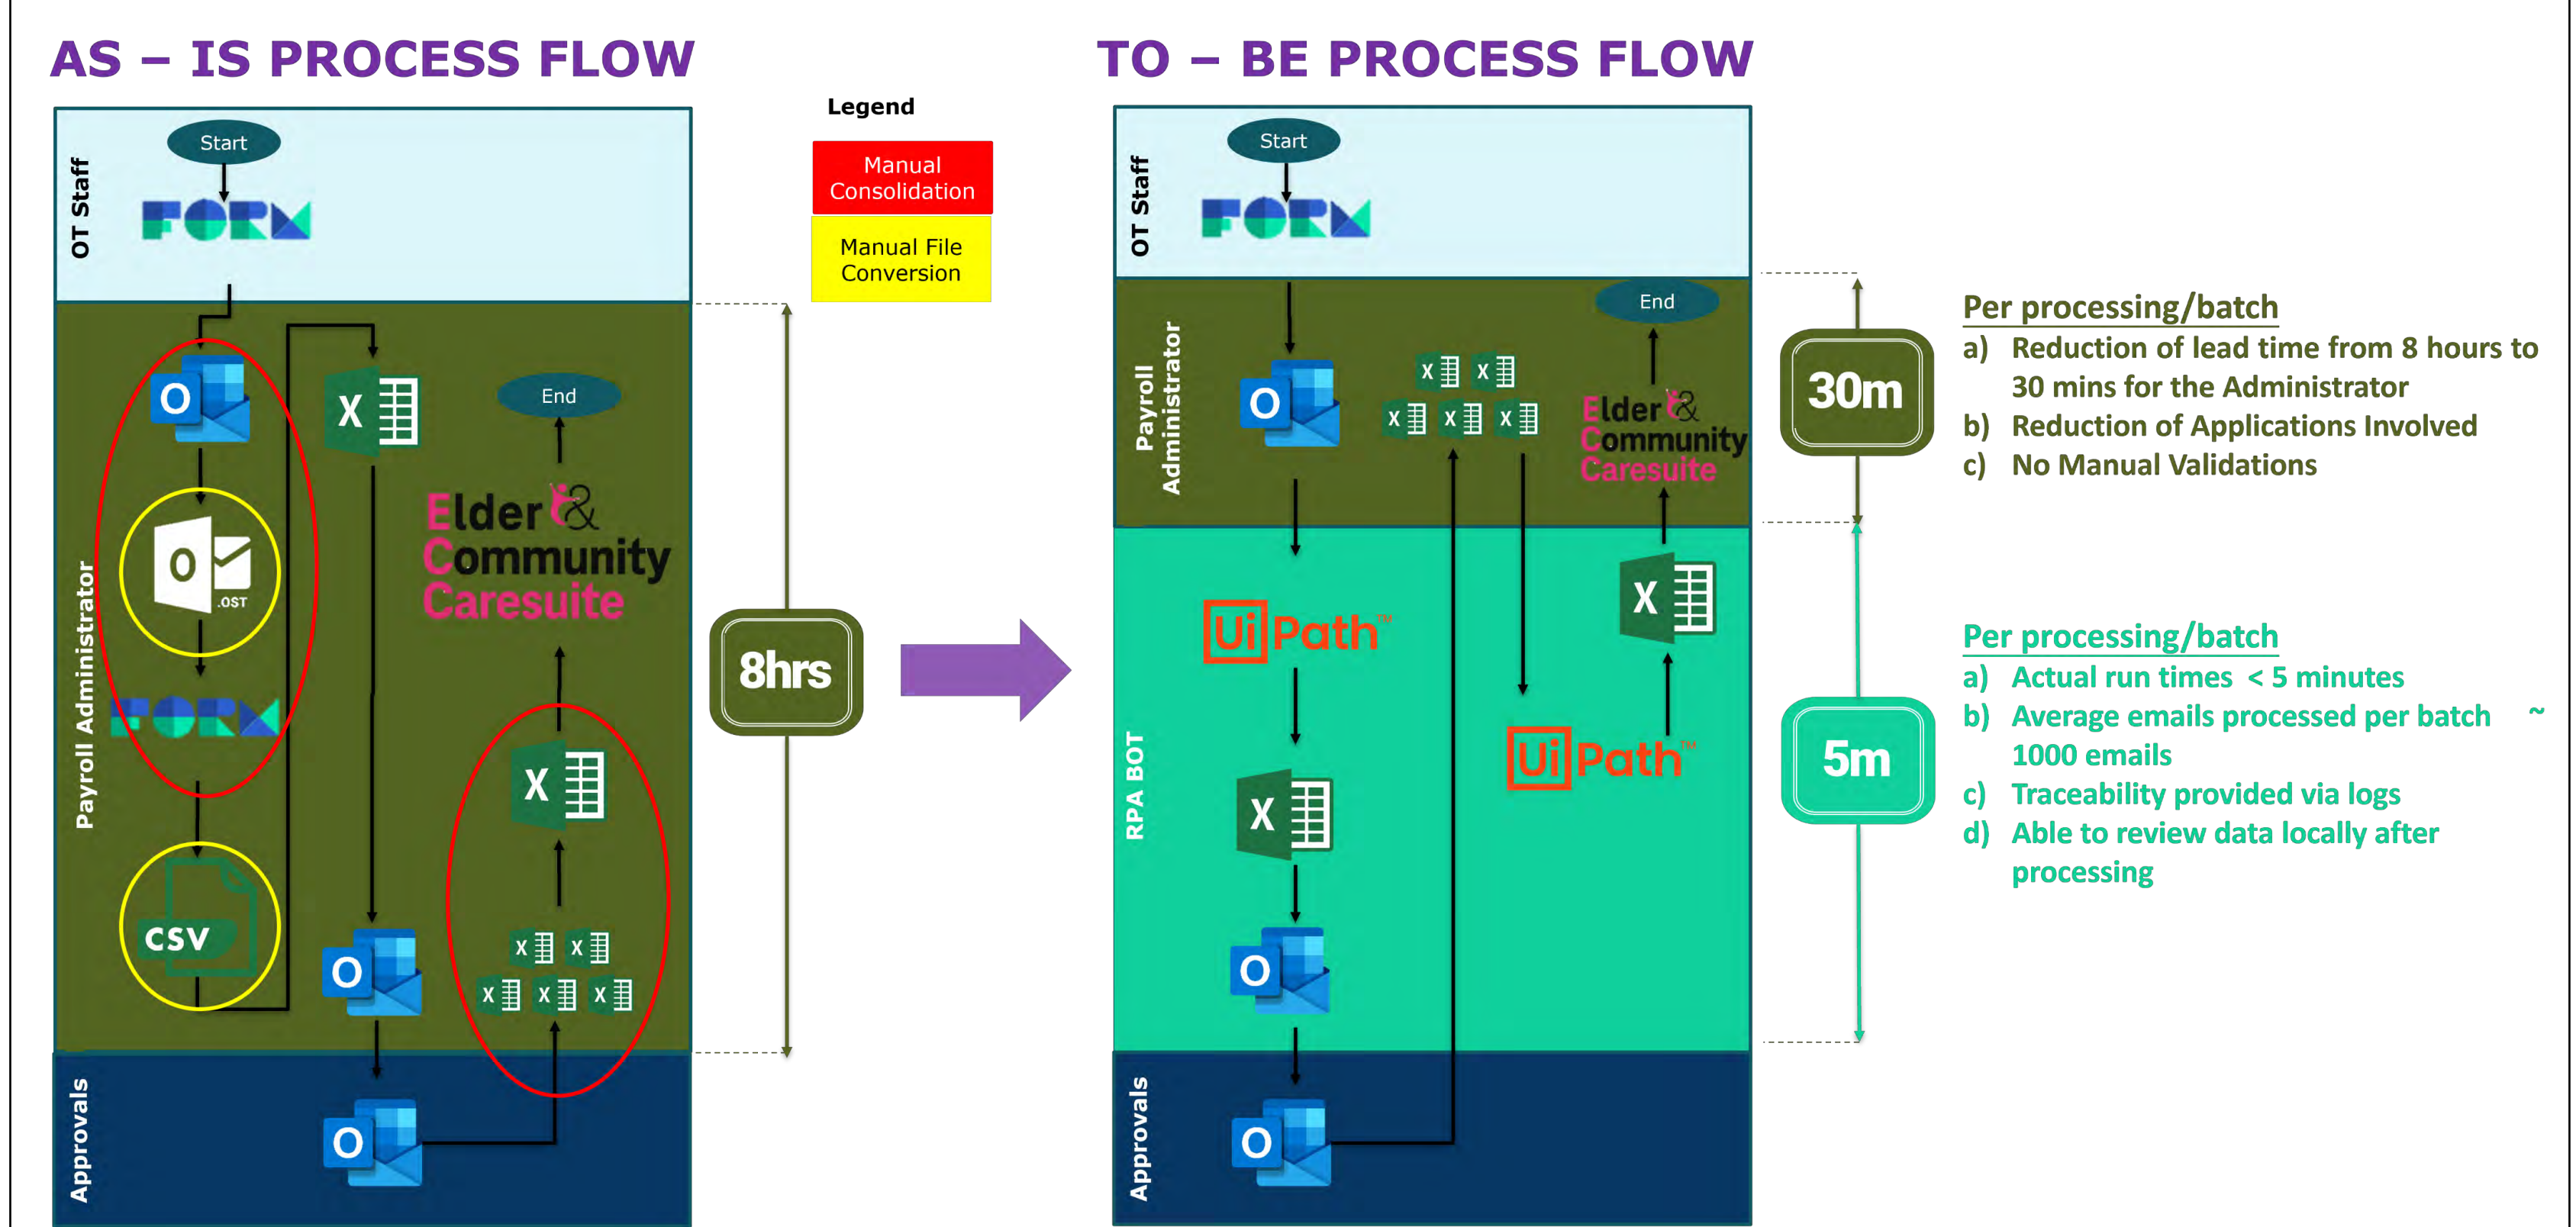 AS – IS PROCESS FLOW
Legend
Manual
Consolidation
Manual File
Conversion
OT Staff
Start
FORM
Payroll Administrator
O
O
.OST
FORM
CSV
X
O
End
Elder &
Community
Caresuite
X
X
X
X
X
X
Approvals
O
8hrs
TO – BE PROCESS FLOW
OT Staff
Start
FORM
Payroll
Administrator
O
X
X
X
X
X
End
Elder &
Community
Caresuite
RPA BOT
UiPath™
X
O
UiPath™
X
Approvals
O
30m
Per processing/batch
a) Reduction of lead time from 8 hours to
30 mins for the Administrator
b) Reduction of Applications Involved
c) No Manual Validations
5m
Per processing/batch
a) Actual run times < 5 minutes
b) Average emails processed per batch ~
1000 emails
c) Traceability provided via logs
d) Able to review data locally after
processing